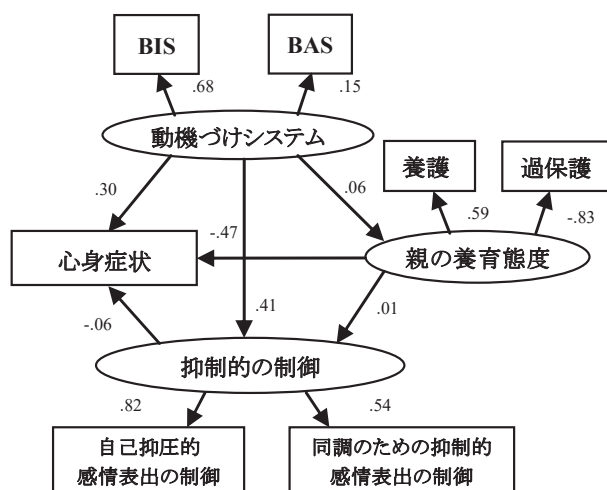 BIS
BAS
.68
.15
動機づけシステム
養護
過保護
.30
.06
.59
-.83
-.47
心身症状
親の養育態度
-.06
.41
.01
抑制的の制御
.82
.54
自己抑圧的
感情表出の制御
同調のための抑制的
感情表出の制御